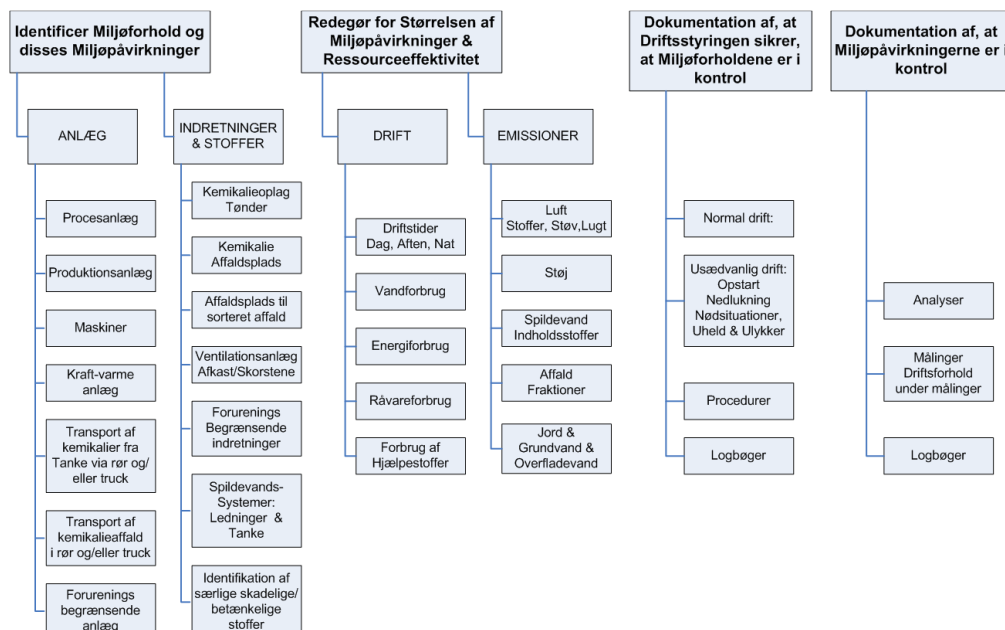 Identificer Miljøforhold og
disses Miljøpåvirkninger
ANLÆG
Procesanlæg
Produktionsanlæg
Maskiner
Kraft-varme
anlæg
Transport af
kemikalier fra
Tanke via rør og/
eller truck
Transport af
kemikalieaffald
i rør og/eller truck
Forurenings
begrænsende
anlæg
INDRETNINGER
& STOFFER
Kemikalieoplag
Tønder
Kemikalie
Affaldsplads
Affaldsplads til
sorteret affald
Ventilationsanlæg
Afkast/Skorstene
Forurenings
Begrænsende
indretninger
Spildevands-
Systemer:
Ledninger &
Tanke
Identifikation af
særlige skadelige/
betænkelige
stoffer
Redegør for Størrelsen af
Miljøpåvirkninger &
Ressourceeffektivitet
DRIFT
Driftstider
Dag, Aften, Nat
Vandforbrug
Energiforbrug
Råvareforbrug
Forbrug af
Hjælpestoffer
EMISSIONER
Luft
Stoffer, Støv,Lugt
Støj
Spildevand
Indholdsstoffer
Affald
Fraktioner
Jord &
Grundvand &
Overfladevand
Dokumentation af, at
Driftsstyringen sikrer,
at Miljøforholdene er i
kontrol
Normal drift:
Usædvanlig drift:
Opstart
Nedlukning
Nødsituationer,
Uheld & Ulykker
Procedurer
Logbøger
Dokumentation af, at
Miljøpåvirkningerne er i
kontrol
Analyser
Målinger
Driftsforhold
under målinger
Logbøger